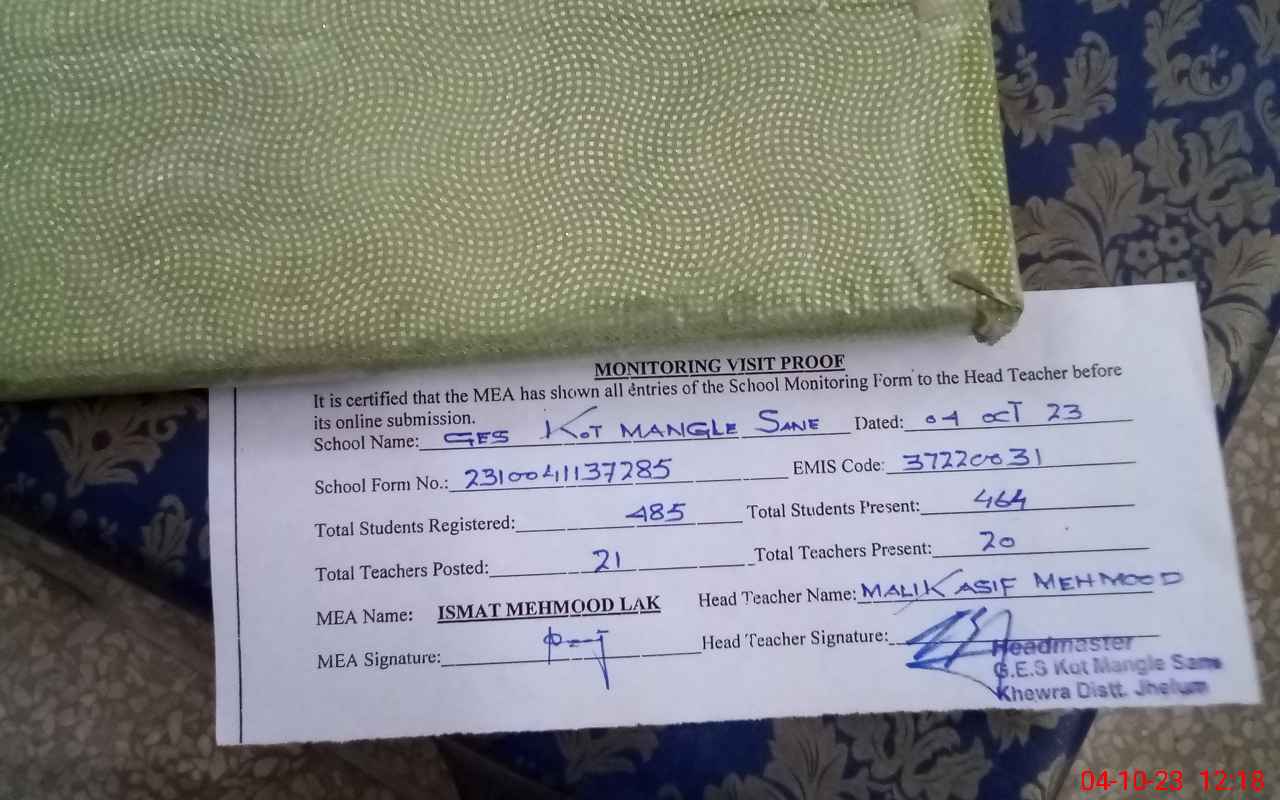 MONITORING VISIT PROOF
It is certified that the MEA has shown all entries of the School Monitoring Form to the Head Teacher before
its online submission.
School Name: GES KOT MANGLE SANE Dated: 04 OCT 23
School Form No.: 2310041137285 EMIS Code: 37220031
Total Students Registered: 485 Total Students Present: 464
Total Teachers Posted: 21 Total Teachers Present: 20
MEA Name: ISMAT MEHMOOD LAK Head Teacher Name: MALIK ASIF MEHMOOD
MEA Signature: Head Teacher Signature:
Headmaster
G.E.S Kot Mangle Sane
Khewra Distt. Jhelum
04-10-23 12:18